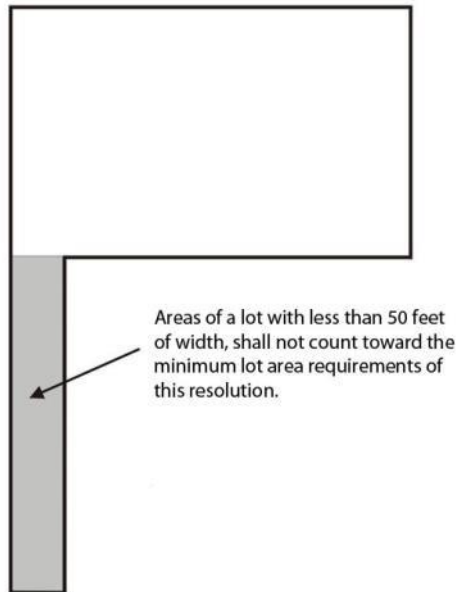 Areas of a lot with less than 50 feet
of width, shall not count toward the
minimum lot area requirements of
this resolution.